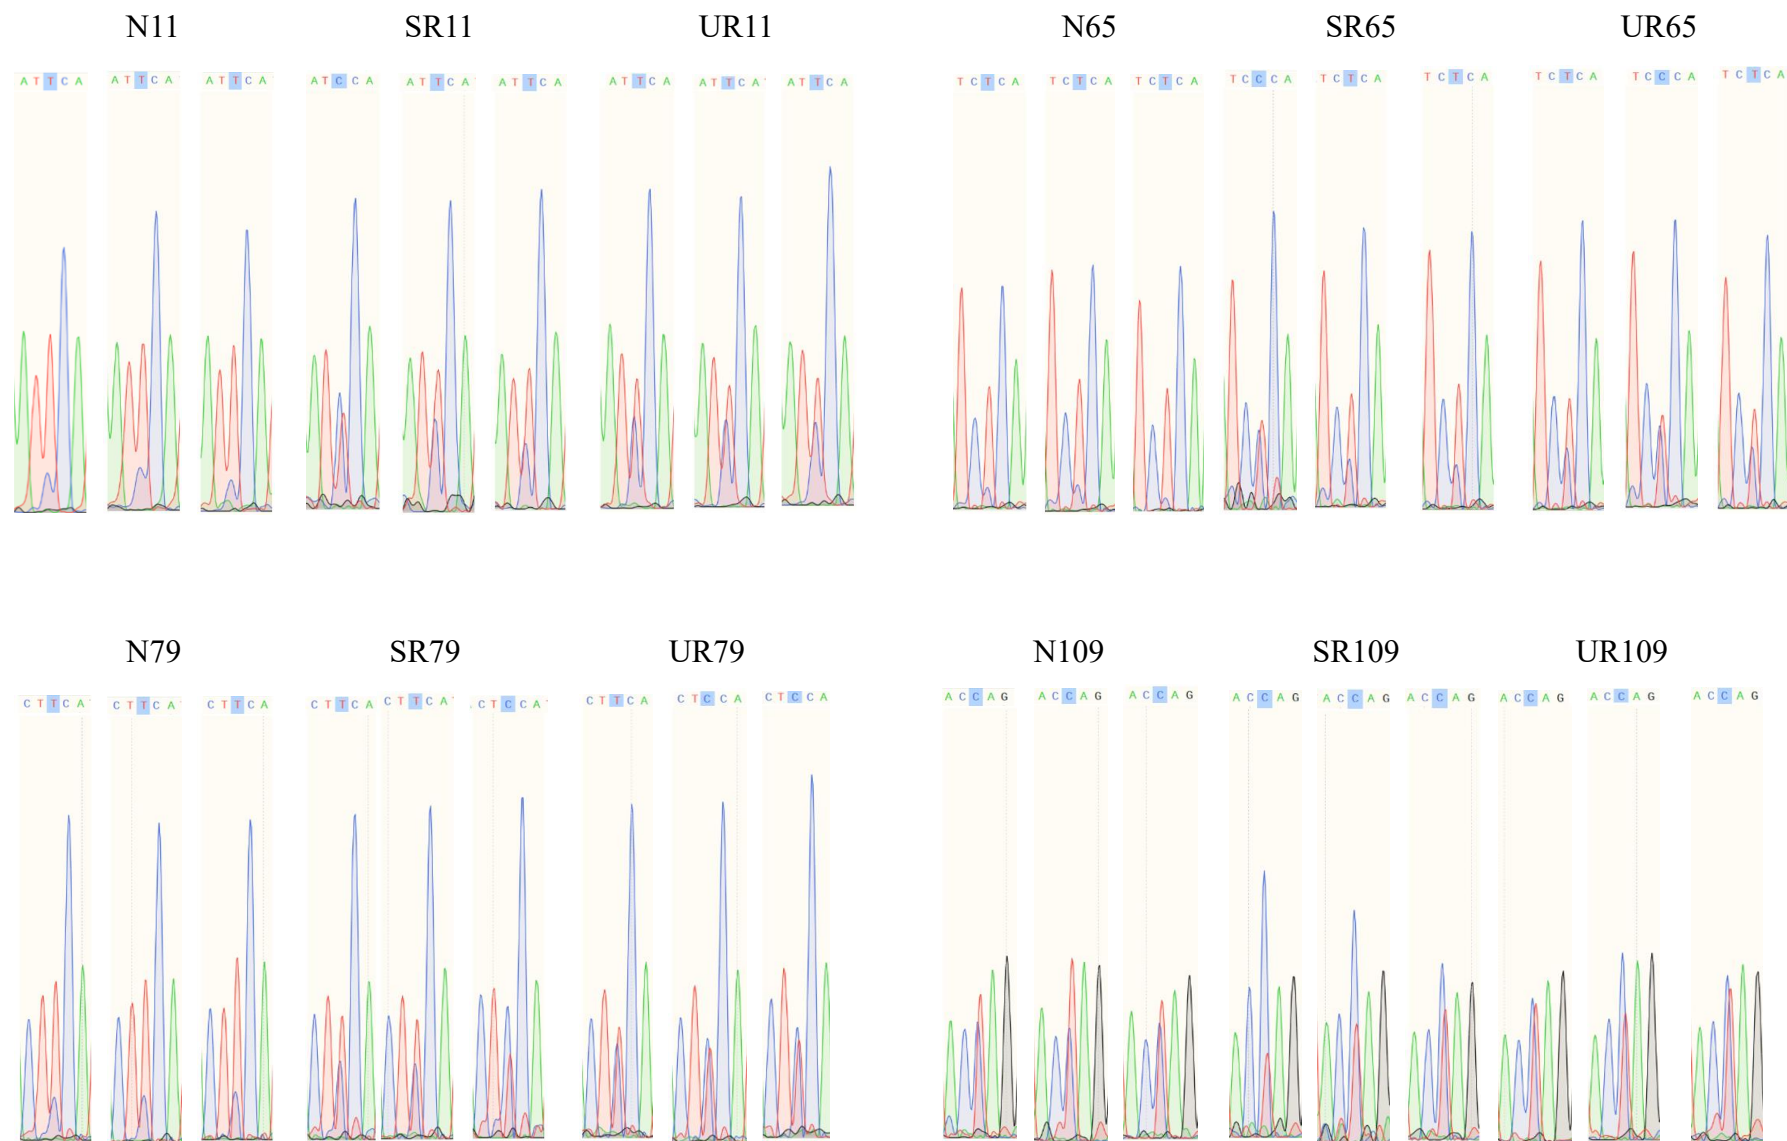 N11 SR11 UR11 N65 SR65 UR65
ATTCA ATTCA ATTCA ATCCA ATTCA ATTCA ATTCA ATTCA ATTCA TCTCA TCTCA TCTCA TCCCA TCTCA TCTCA TCTCA TCCCA TCTCA
N79 SR79 UR79 N109 SR109 UR109
CTTCA CTTCA CTTCA CTTCA CTTCA CTCCA CTTCA CTCCA CTCCA ACCAG ACCAG ACCAG ACCAG ACCAG ACCAG ACCAG ACCAG ACCAG